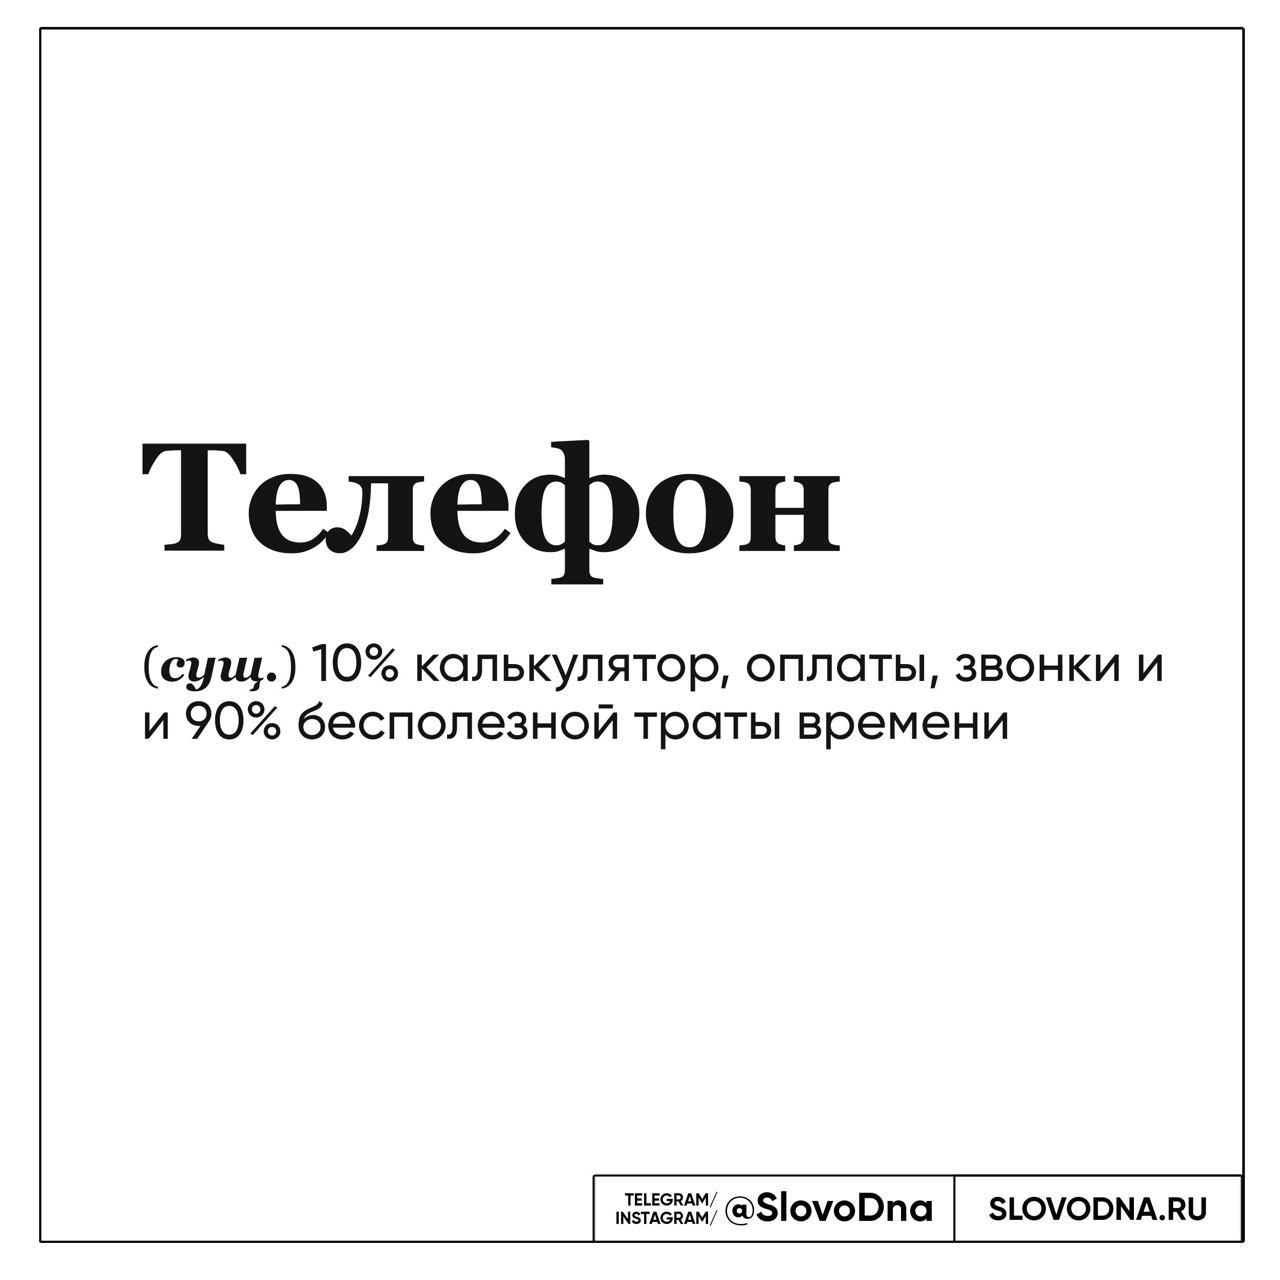 Телефон
(сущ.) 10% калькулятор, оплаты, звонки и
и 90% бесполезной траты времени
TELEGRAM/
INSTAGRAM/
@SlovoDna
SLOVODNA.RU